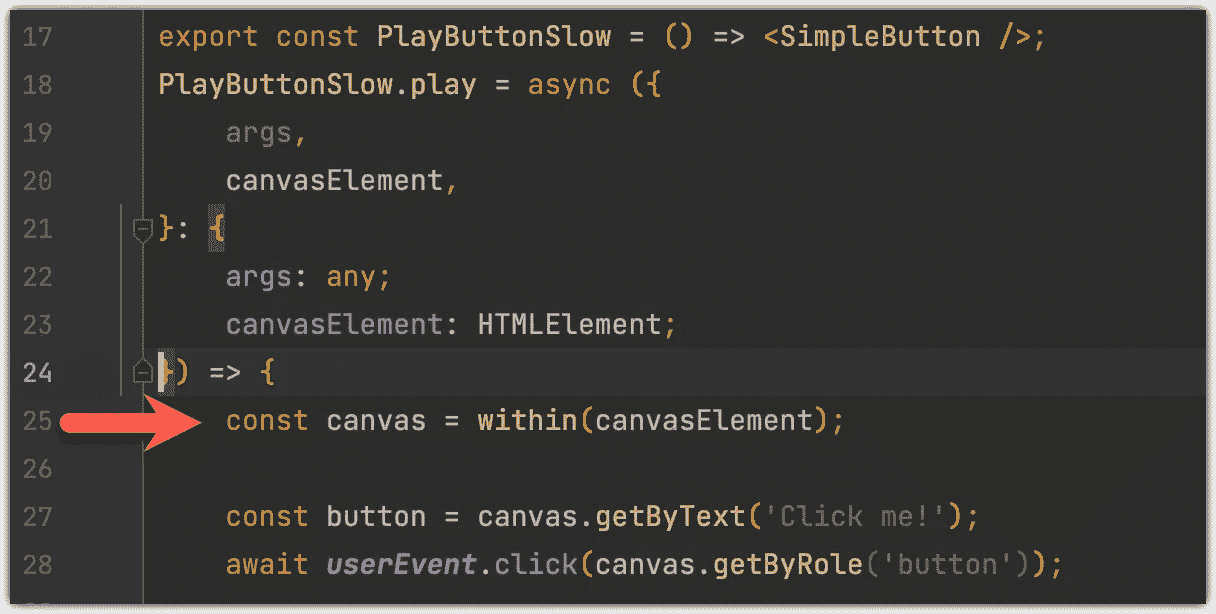 17 export const PlayButtonSlow = () => <SimpleButton />;
18 PlayButtonSlow.play = async ({
19     args,
20     canvasElement,
21 }: {
22     args: any;
23     canvasElement: HTMLElement;
24 }) => {
25     const canvas = within(canvasElement);
26
27     const button = canvas.getByText('Click me!');
28     await userEvent.click(canvas.getByRole('button'));